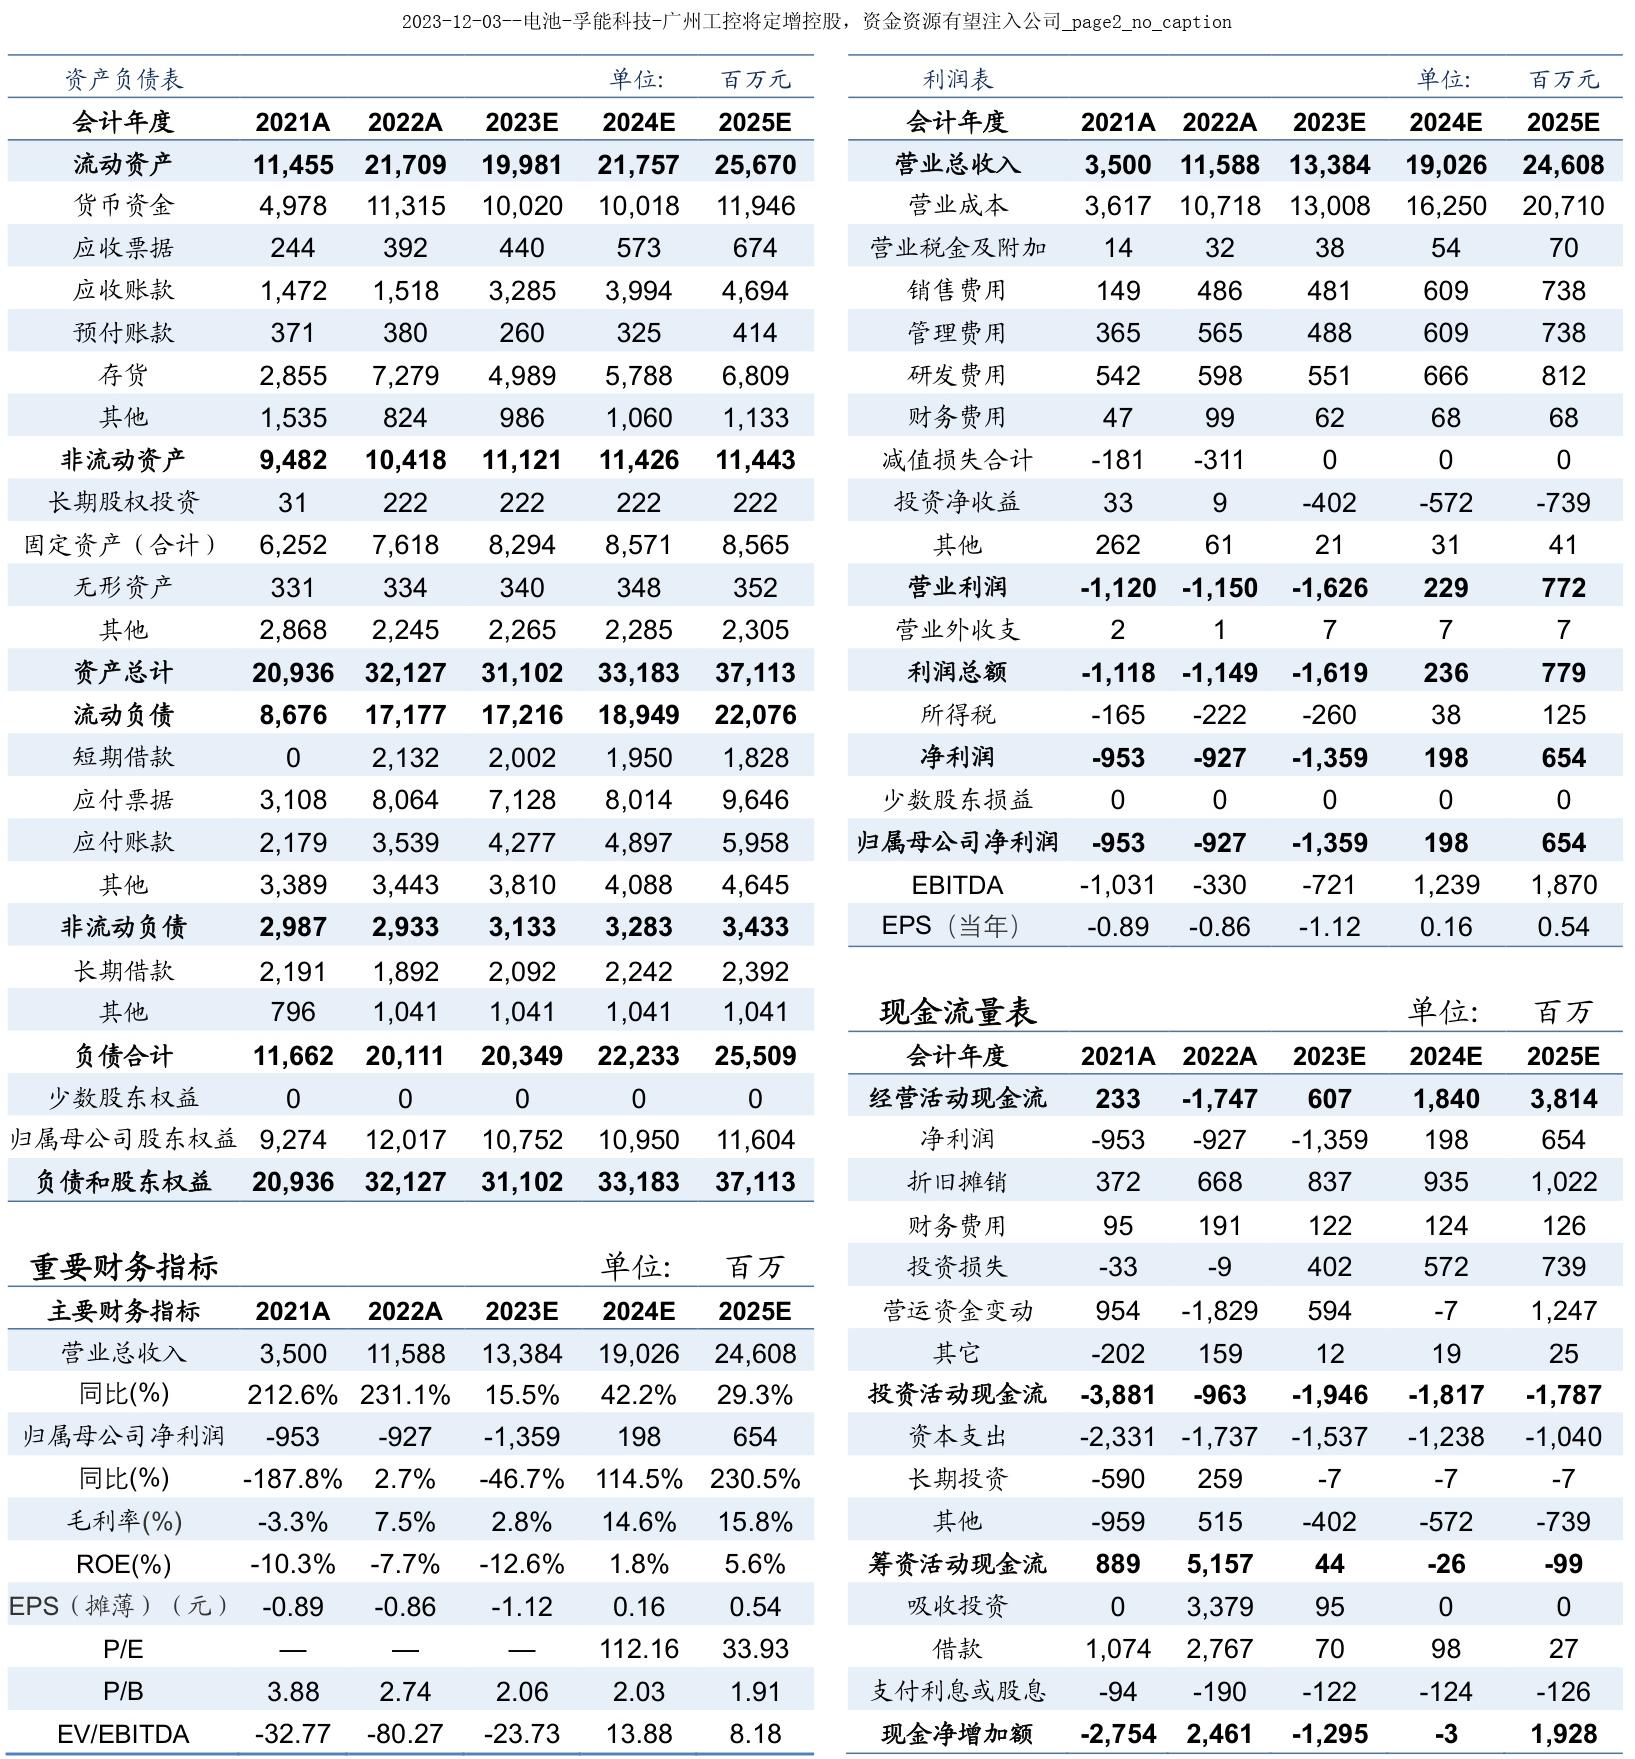 2023-12-03--电池-孚能科技-广州工控将定增控股，资金资源有望注入公司_page2_no_caption
资产负债表 单位: 百万元
会计年度 2021A 2022A 2023E 2024E 2025E
流动资产 11,455 21,709 19,981 21,757 25,670
货币资金 4,978 11,315 10,020 10,018 11,946
应收票据 244 392 440 573 674
应收账款 1,472 1,518 3,285 3,994 4,694
预付账款 371 380 260 325 414
存货 2,855 7,279 4,989 5,788 6,809
其他 1,535 824 986 1,060 1,133
非流动资产 9,482 10,418 11,121 11,426 11,443
长期股权投资 31 222 222 222 222
固定资产（合计） 6,252 7,618 8,294 8,571 8,565
无形资产 331 334 340 348 352
其他 2,868 2,245 2,265 2,285 2,305
资产总计 20,936 32,127 31,102 33,183 37,113
流动负债 8,676 17,177 17,216 18,949 22,076
短期借款 0 2,132 2,002 1,950 1,828
应付票据 3,108 8,064 7,128 8,014 9,646
应付账款 2,179 3,539 4,277 4,897 5,958
其他 3,389 3,443 3,810 4,088 4,645
非流动负债 2,987 2,933 3,133 3,283 3,433
长期借款 2,191 1,892 2,092 2,242 2,392
其他 796 1,041 1,041 1,041 1,041
负债合计 11,662 20,111 20,349 22,233 25,509
少数股东权益 0 0 0 0 0
归属母公司股东权益 9,274 12,017 10,752 10,950 11,604
负债和股东权益 20,936 32,127 31,102 33,183 37,113
重要财务指标 单位: 百万
主要财务指标 2021A 2022A 2023E 2024E 2025E
营业总收入 3,500 11,588 13,384 19,026 24,608
同比(%) 212.6% 231.1% 15.5% 42.2% 29.3%
归属母公司净利润 -953 -927 -1,359 198 654
同比(%) -187.8% 2.7% -46.7% 114.5% 230.5%
毛利率(%) -3.3% 7.5% 2.8% 14.6% 15.8%
ROE(%) -10.3% -7.7% -12.6% 1.8% 5.6%
EPS（摊薄）（元） -0.89 -0.86 -1.12 0.16 0.54
P/E — — — 112.16 33.93
P/B 3.88 2.74 2.06 2.03 1.91
EV/EBITDA -32.77 -80.27 -23.73 13.88 8.18
利润表 单位: 百万元
会计年度 2021A 2022A 2023E 2024E 2025E
营业总收入 3,500 11,588 13,384 19,026 24,608
营业成本 3,617 10,718 13,008 16,250 20,710
营业税金及附加 14 32 38 54 70
销售费用 149 486 481 609 738
管理费用 365 565 488 609 738
研发费用 542 598 551 666 812
财务费用 47 99 62 68 68
减值损失合计 -181 -311 0 0 0
投资净收益 33 9 -402 -572 -739
其他 262 61 21 31 41
营业利润 -1,120 -1,150 -1,626 229 772
营业外收支 2 1 7 7 7
利润总额 -1,118 -1,149 -1,619 236 779
所得税 -165 -222 -260 38 125
净利润 -953 -927 -1,359 198 654
少数股东损益 0 0 0 0 0
归属母公司净利润 -953 -927 -1,359 198 654
EBITDA -1,031 -330 -721 1,239 1,870
EPS（当年） -0.89 -0.86 -1.12 0.16 0.54
现金流量表 单位: 百万
会计年度 2021A 2022A 2023E 2024E 2025E
经营活动现金流 233 -1,747 607 1,840 3,814
净利润 -953 -927 -1,359 198 654
折旧摊销 372 668 837 935 1,022
财务费用 95 191 122 124 126
投资损失 -33 -9 402 572 739
营运资金变动 954 -1,829 594 -7 1,247
其它 -202 159 12 19 25
投资活动现金流 -3,881 -963 -1,946 -1,817 -1,787
资本支出 -2,331 -1,737 -1,537 -1,238 -1,040
长期投资 -590 259 -7 -7 -7
其他 -959 515 -402 -572 -739
筹资活动现金流 889 5,157 44 -26 -99
吸收投资 0 3,379 95 0 0
借款 1,074 2,767 70 98 27
支付利息或股息 -94 -190 -122 -124 -126
现金净增加额 -2,754 2,461 -1,295 -3 1,928